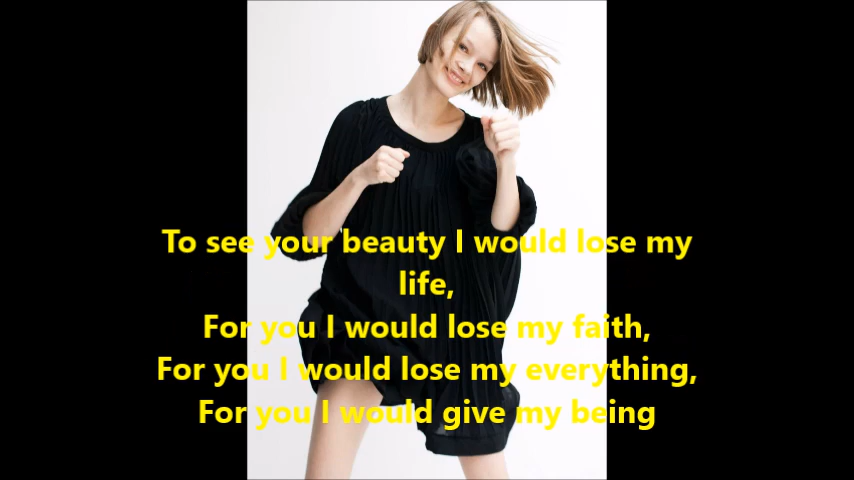 To see your beauty I would lose my
life,
For you I would lose my faith,
For you I would lose my everything,
For you I would give my being